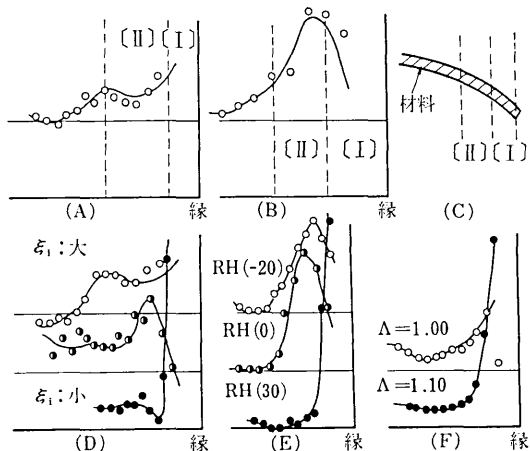 〔II〕〔I〕
(A)
縁
〔II〕
〔I〕
(B)
縁
材料
〔II〕
〔I〕
(C)
縁
ξ₁:大
ξ₁:小
(D)
縁
RH(-20)
RH(0)
RH(30)
(E)
縁
Λ=1.00
Λ=1.10
(F)
縁